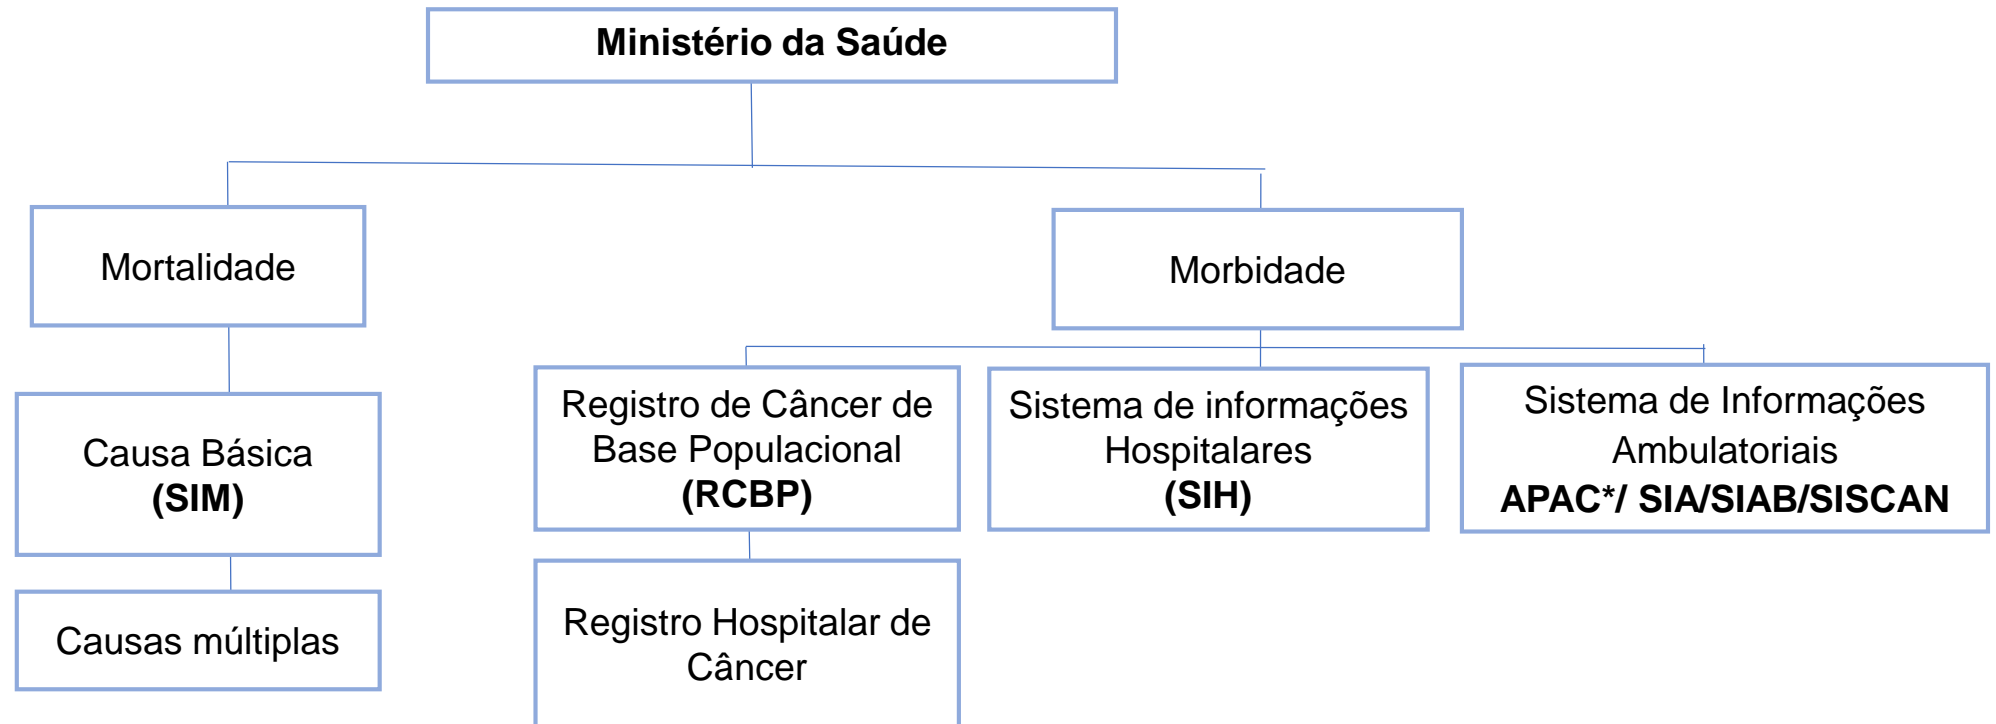 Ministério da Saúde
Mortalidade
Morbidade
Causa Básica
(SIM)
Registro de Câncer de
Base Populacional
(RCBP)
Sistema de informações
Hospitalares
(SIH)
Sistema de Informações
Ambulatoriais
APAC*/ SIA/SIAB/SISCAN
Causas múltiplas
Registro Hospitalar de
Câncer